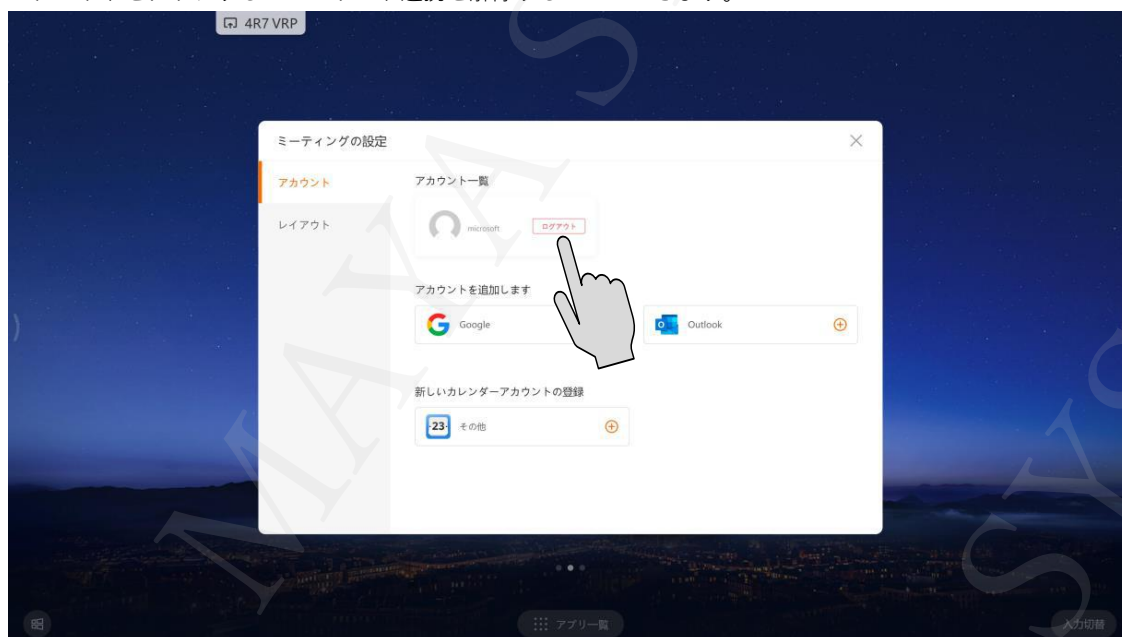 4R7 VRP
ミーティングの設定
アカウント
アカウント一覧
レイアウト
microsoft
ログアウト
アカウントを追加します
Google
Outlook
新しいカレンダーアカウントの登録
23
その他
アプリ一覧
入力切替
MAYA SYS